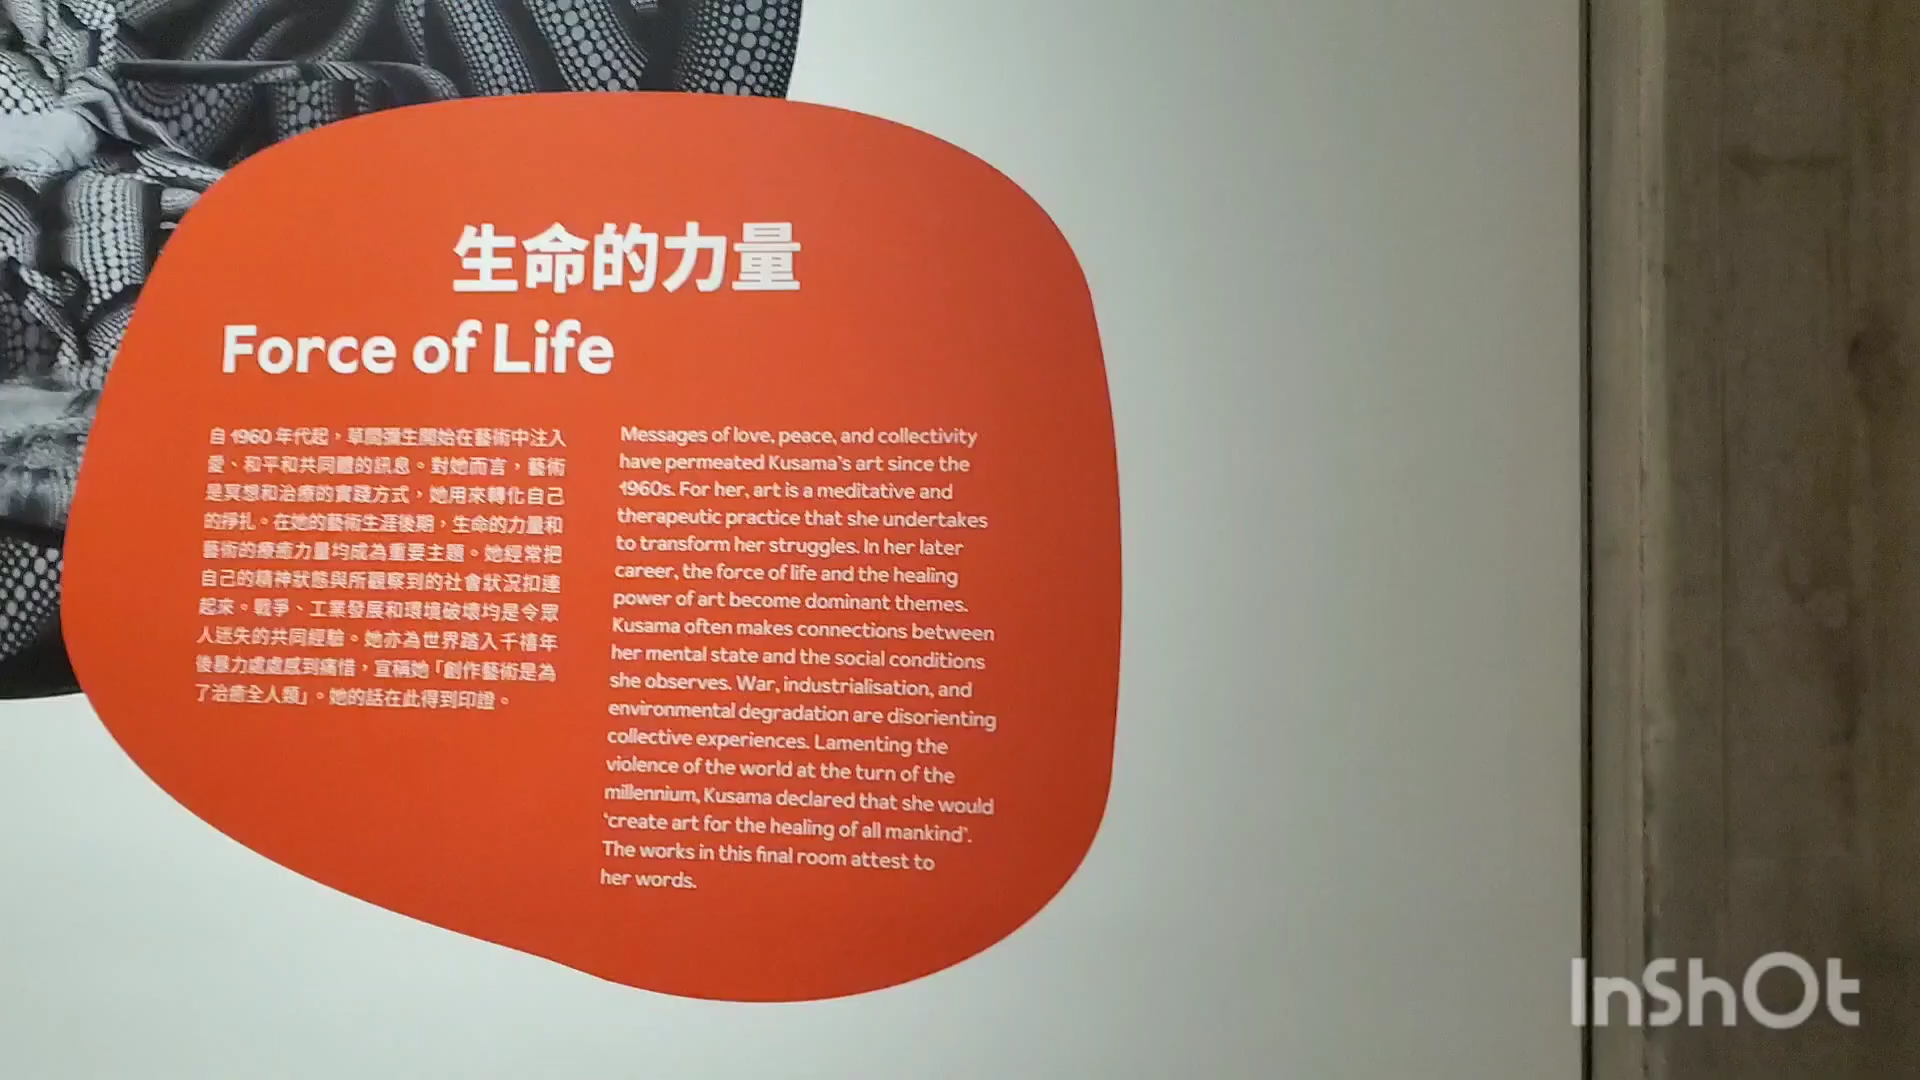 生命的力量
Force of Life
自 1960 年代起，草間彌生開始在藝術中注入
愛、和平和共同體的訊息。對她而言，藝術
是冥想和治療的實踐方式，她用來轉化自己
的掙扎。在她的藝術生涯後期，生命的力量和
藝術的療癒力量均成為重要主題。她經常把
自己的精神狀態與所觀察到的社會狀況扣連
起來。戰爭、工業發展和環境破壞均是令眾
人迷失的共同經驗。她亦為世界踏入千禧年
後暴力處處感到痛惜，宣稱她「創作藝術是為
了治癒全人類」。她的話在此得到印證。
Messages of love, peace, and collectivity
have permeated Kusama's art since the
1960s. For her, art is a meditative and
therapeutic practice that she undertakes
to transform her struggles. In her later
career, the force of life and the healing
power of art become dominant themes.
Kusama often makes connections between
her mental state and the social conditions
she observes. War, industrialisation, and
environmental degradation are disorienting
collective experiences. Lamenting the
violence of the world at the turn of the
millennium, Kusama declared that she would
'create art for the healing of all mankind'.
The works in this final room attest to
her words.
InShOt